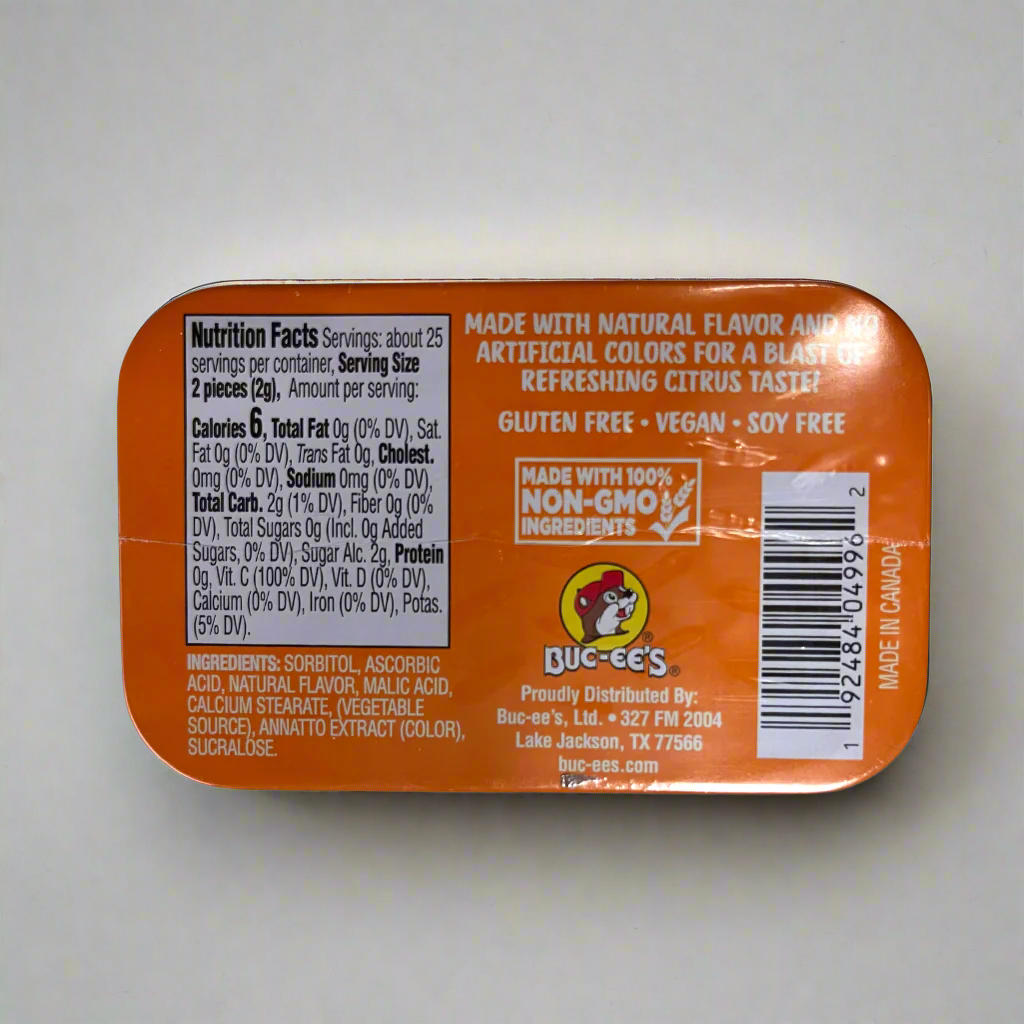 Nutrition Facts Servings: about 25
servings per container, Serving Size
2 pieces (2g), Amount per serving:
Calories 6, Total Fat 0g (0% DV), Sat.
Fat 0g (0% DV), Trans Fat 0g, Cholest.
0mg (0% DV), Sodium 0mg (0% DV),
Total Carb. 2g (1% DV), Fiber 0g (0%
DV), Total Sugars 0g (Incl. 0g Added
Sugars, 0% DV), Sugar Alc. 2g, Protein
0g, Vit. C (100% DV), Vit. D (0% DV),
Calcium (0% DV), Iron (0% DV), Potas.
(5% DV).
INGREDIENTS: SORBITOL, ASCORBIC
ACID, NATURAL FLAVOR, MALIC ACID,
CALCIUM STEARATE, (VEGETABLE
SOURCE), ANNATTO EXTRACT (COLOR),
SUCRALOSE.
MADE WITH NATURAL FLAVOR AND NO
ARTIFICIAL COLORS FOR A BLAST OF
REFRESHING CITRUS TASTE!
GLUTEN FREE • VEGAN • SOY FREE
MADE WITH 100%
NON-GMO
INGREDIENTS
®
BUC-EE'S®
Proudly Distributed By:
Buc-ee's, Ltd. • 327 FM 2004
Lake Jackson, TX 77566
buc-ees.com
1 92484 04996 2
MADE IN CANADA